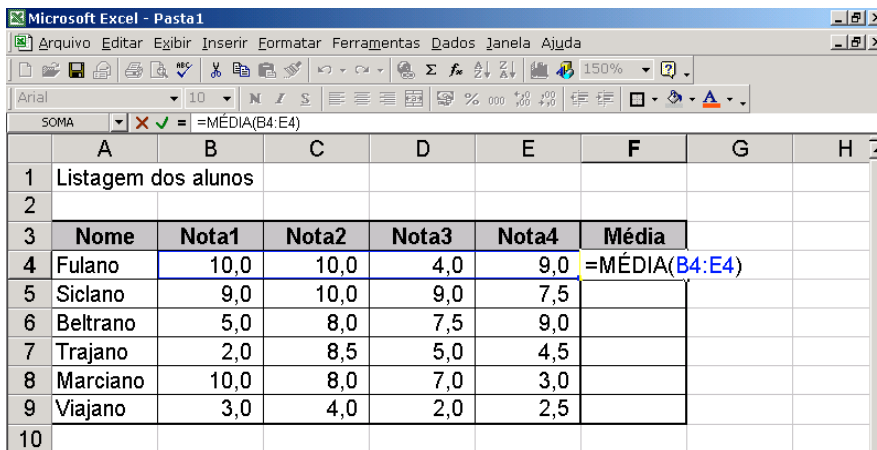 Microsoft Excel - Pasta1
Arquivo Editar Exibir Inserir Formatar Ferramentas Dados Janela Ajuda
150%
Arial 10 N I S % 000
SOMA = =MÉDIA(B4:E4)
A B C D E F G H
1 Listagem dos alunos
2
3 Nome Nota1 Nota2 Nota3 Nota4 Média
4 Fulano 10,0 10,0 4,0 9,0 =MÉDIA(B4:E4)
5 Siclano 9,0 10,0 9,0 7,5
6 Beltrano 5,0 8,0 7,5 9,0
7 Trajano 2,0 8,5 5,0 4,5
8 Marciano 10,0 8,0 7,0 3,0
9 Viajano 3,0 4,0 2,0 2,5
10